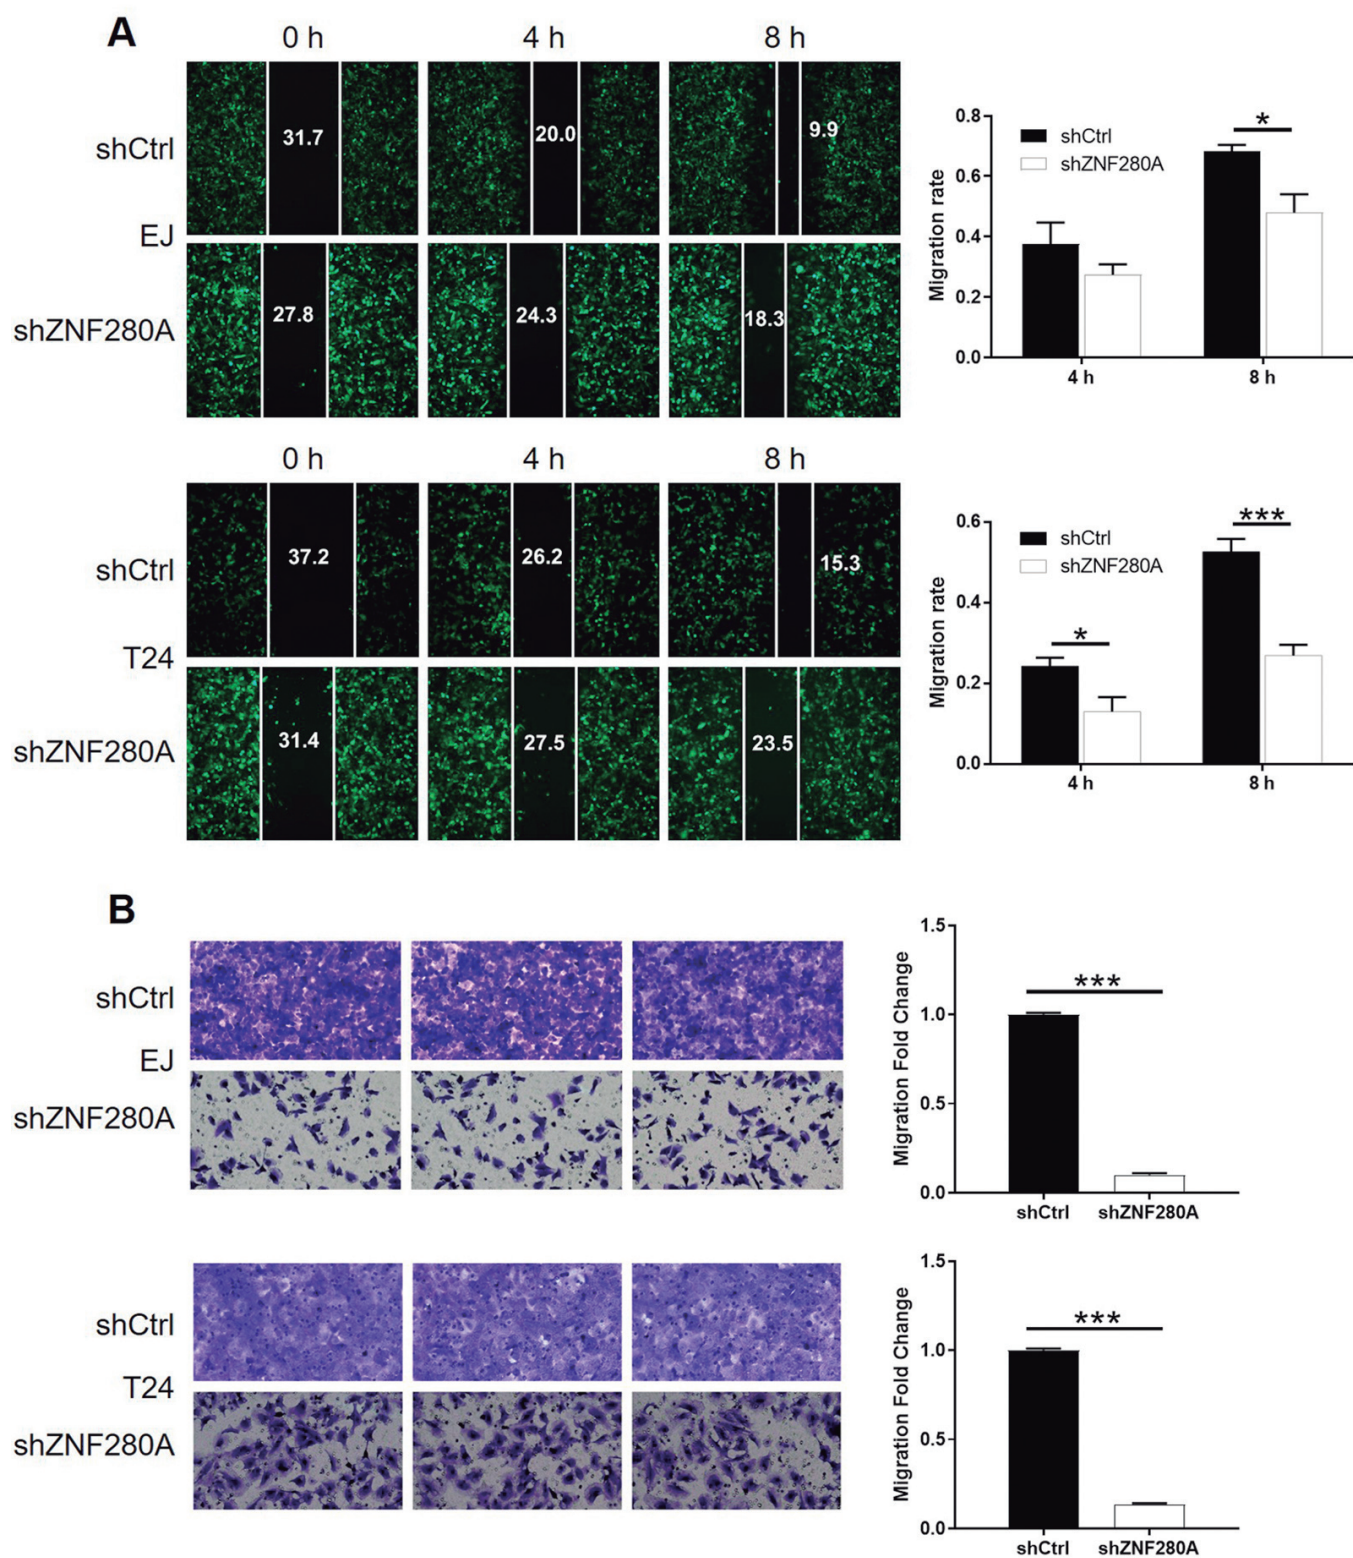 A
0 h 4 h 8 h
shCtrl
31.7 20.0 9.9
EJ
shZNF280A
27.8 24.3 18.3
0.8
0.6
0.4
0.2
0.0
Migration rate
shCtrl
shZNF280A
*
4 h 8 h
0 h 4 h 8 h
shCtrl
37.2 26.2 15.3
T24
shZNF280A
31.4 27.5 23.5
0.6
0.4
0.2
0.0
Migration rate
shCtrl
shZNF280A
*
***
4 h 8 h
B
shCtrl
EJ
shZNF280A
1.5
1.0
0.5
0.0
Migration Fold Change
***
shCtrl shZNF280A
shCtrl
T24
shZNF280A
1.5
1.0
0.5
0.0
Migration Fold Change
***
shCtrl shZNF280A